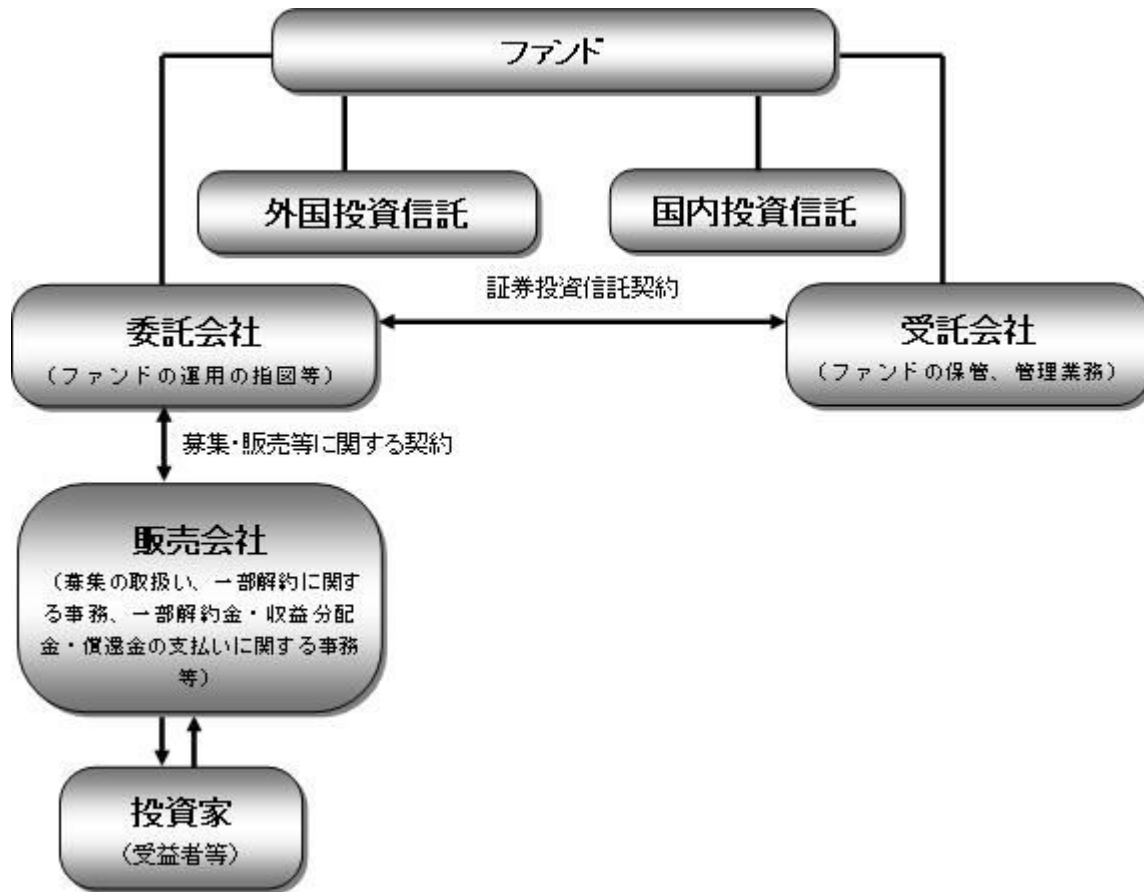 ファンド
外国投資信託
国内投資信託
証券投資信託契約
委託会社
（ファンドの運用の指図等）
受託会社
（ファンドの保管、管理業務）
募集・販売等に関する契約
販売会社
（募集の取扱い、一部解約に関す
る事務、一部解約金・収益分配
金・償還金の支払いに関する事務
等）
投資家
（受益者等）